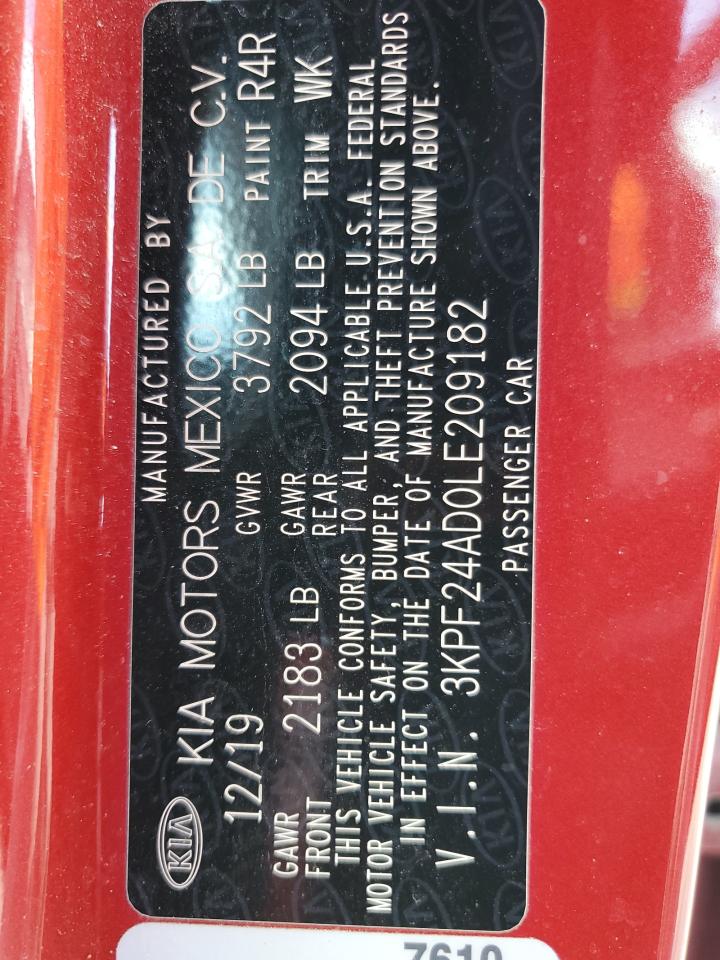 MANUFACTURED BY
KIA KIA MOTORS MEXICO SA DE C.V.
12/19 GVWR 3792 LB PAINT R4R
GAWR FRONT 2183 LB GAWR REAR 2094 LB TRIM WK
THIS VEHICLE CONFORMS TO ALL APPLICABLE U.S.A. FEDERAL
MOTOR VEHICLE SAFETY, BUMPER, AND THEFT PREVENTION STANDARDS
IN EFFECT ON THE DATE OF MANUFACTURE SHOWN ABOVE.
V.I.N. 3KPF24AD0LE209182
PASSENGER CAR